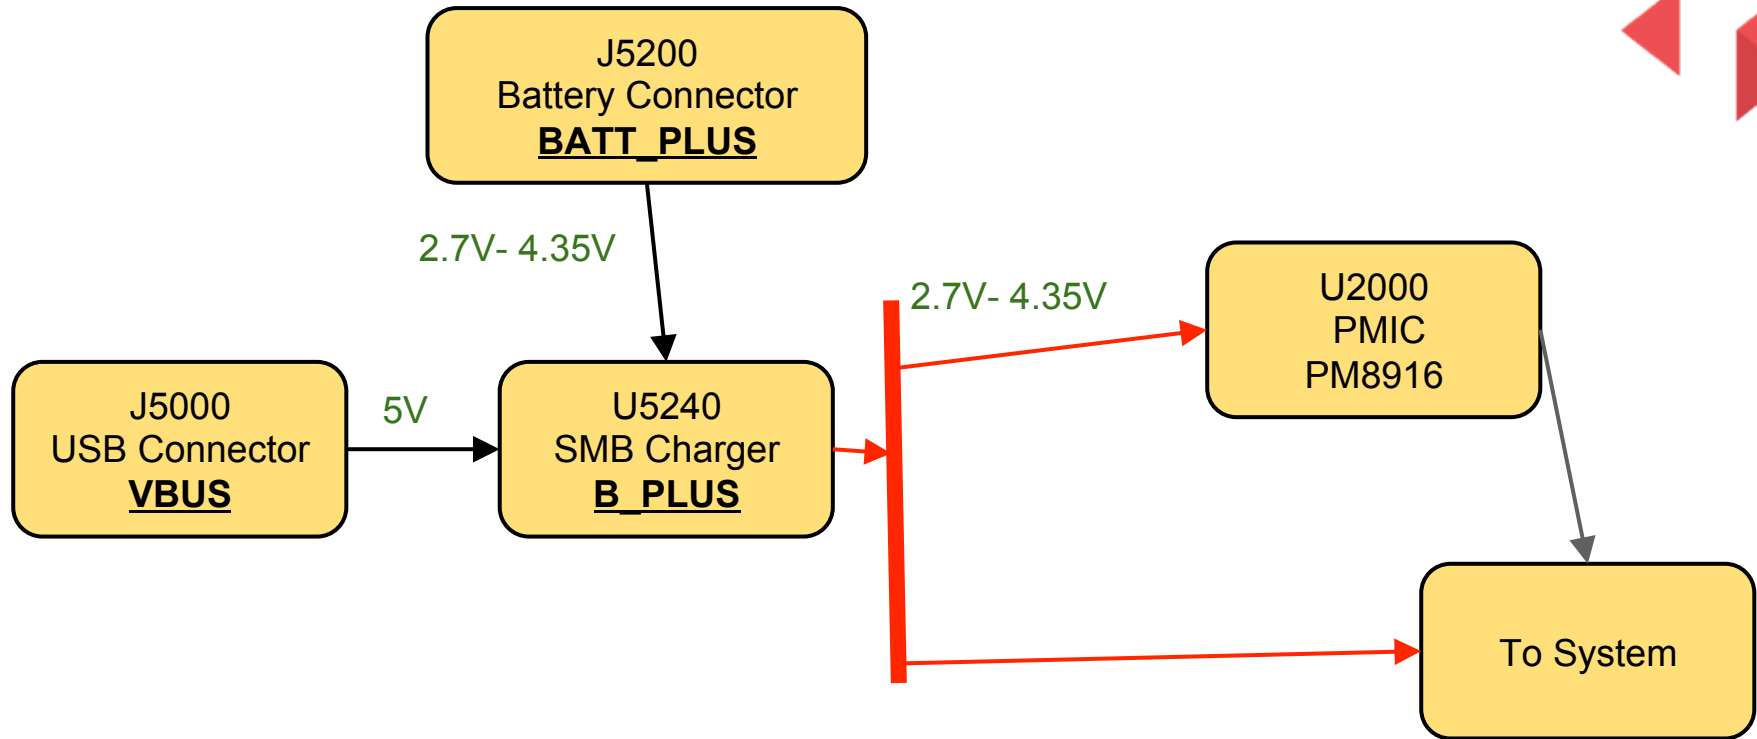 J5200
Battery Connector
BATT_PLUS
2.7V- 4.35V
2.7V- 4.35V
U2000
PMIC
PM8916
J5000
USB Connector
VBUS
5V
U5240
SMB Charger
B_PLUS
To System